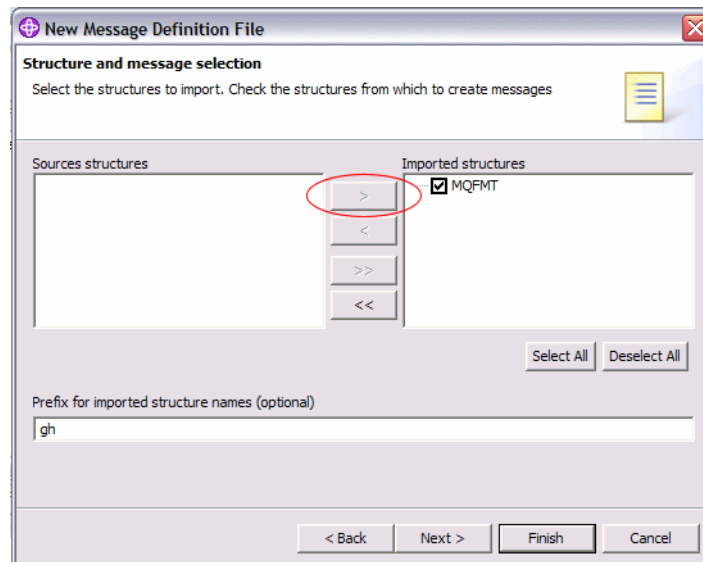 New Message Definition File
Structure and message selection
Select the structures to import. Check the structures from which to create messages
Sources structures
Imported structures
>
MQFMT
<
>>
<<
Select All Deselect All
Prefix for imported structure names (optional)
gh
< Back Next > Finish Cancel